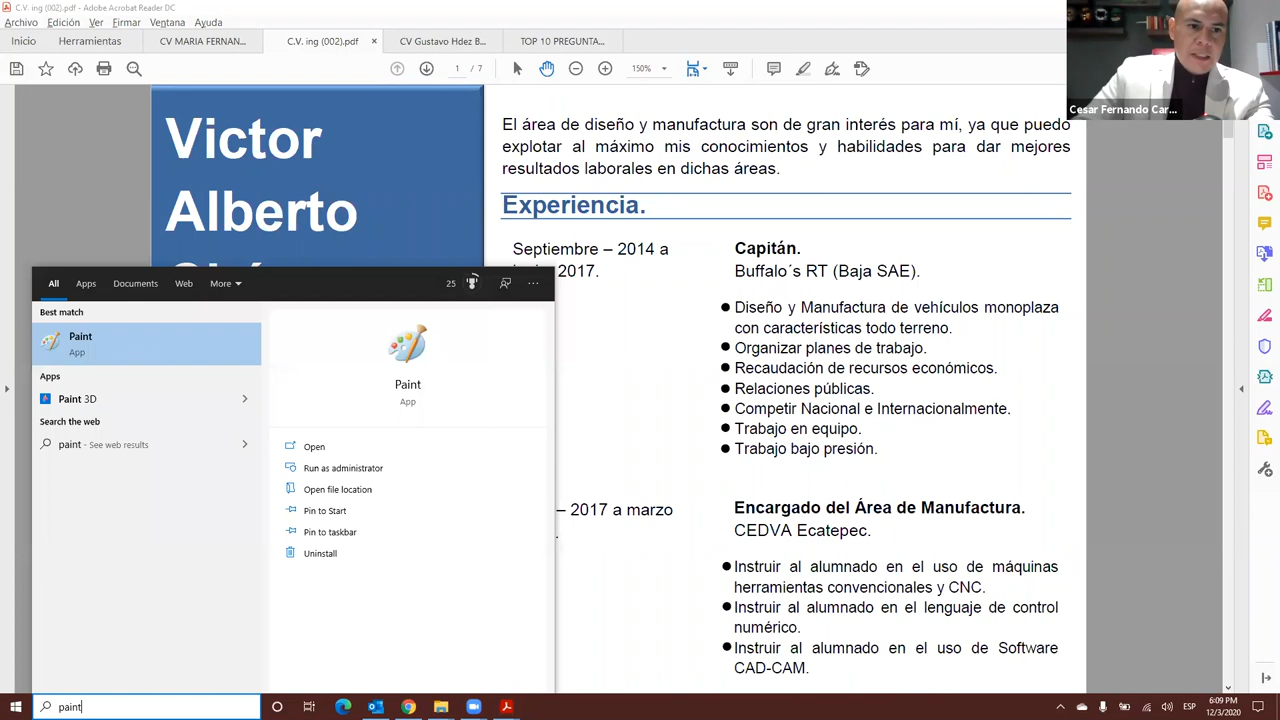 C.V. ing (002).pdf - Adobe Acrobat Reader DC
Archivo Edición Ver Firmar Ventana Ayuda
Inicio Herramientas CV MARIA FERNAN... C.V. ing (002).pdf × CV Gustavo Hdez B... TOP 10 PREGUNTA...
1 / 7 150%
Cesar Fernando Car...
Victor
Alberto
El área de diseño y manufactura son de gran interés para mí, ya que puedo
explotar al máximo mis conocimientos y habilidades para dar mejores
resultados laborales en dichas áreas.
Experiencia.
Septiembre – 2014 a
2017.
Capitán.
Buffalo´s RT (Baja SAE).
● Diseño y Manufactura de vehículos monoplaza
con características todo terreno.
● Organizar planes de trabajo.
● Recaudación de recursos económicos.
● Relaciones públicas.
● Competir Nacional e Internacionalmente.
● Trabajo en equipo.
● Trabajo bajo presión.
– 2017 a marzo
Encargado del Área de Manufactura.
CEDVA Ecatepec.
● Instruir al alumnado en el uso de máquinas
herramientas convencionales y CNC.
● Instruir al alumnado en el lenguaje de control
numérico.
● Instruir al alumnado en el uso de Software
CAD-CAM.
All Apps Documents Web More 25 ...
Best match
Paint
App
Apps
Paint 3D
Search the web
paint - See web results
Paint
App
Open
Run as administrator
Open file location
Pin to Start
Pin to taskbar
Uninstall
paint
ESP
6:09 PM
12/3/2020